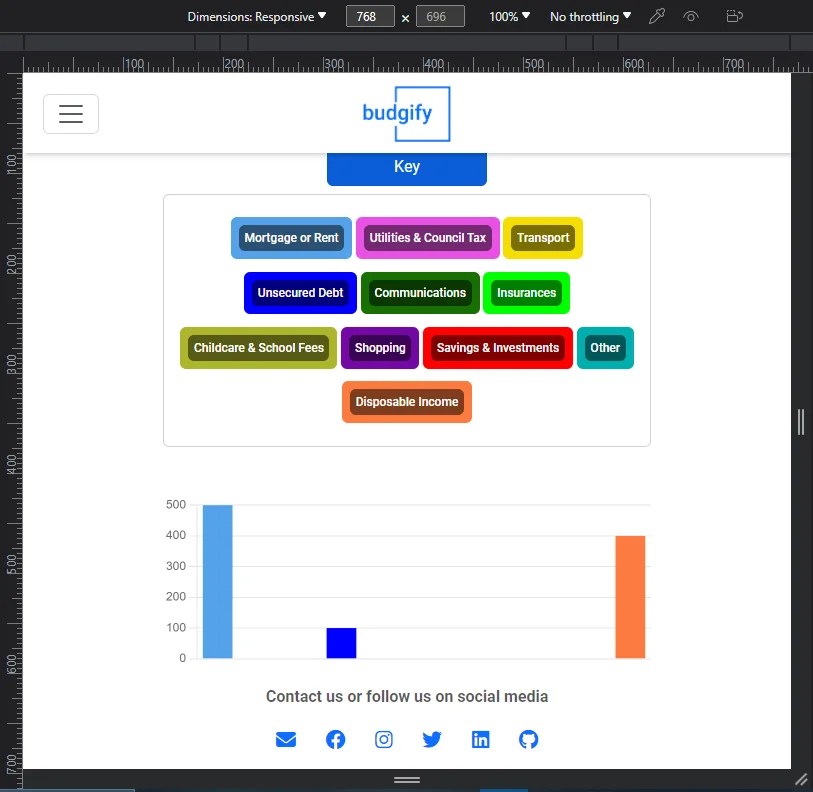 Dimensions: Responsive 768 × 696 100% No throttling
100 200 300 400 500 600 700
budgify
Key
Mortgage or Rent Utilities & Council Tax Transport
Unsecured Debt Communications Insurances
Childcare & School Fees Shopping Savings & Investments Other
Disposable Income
500
400
300
200
100
0
Contact us or follow us on social media
100
200
300
400
500
600
700